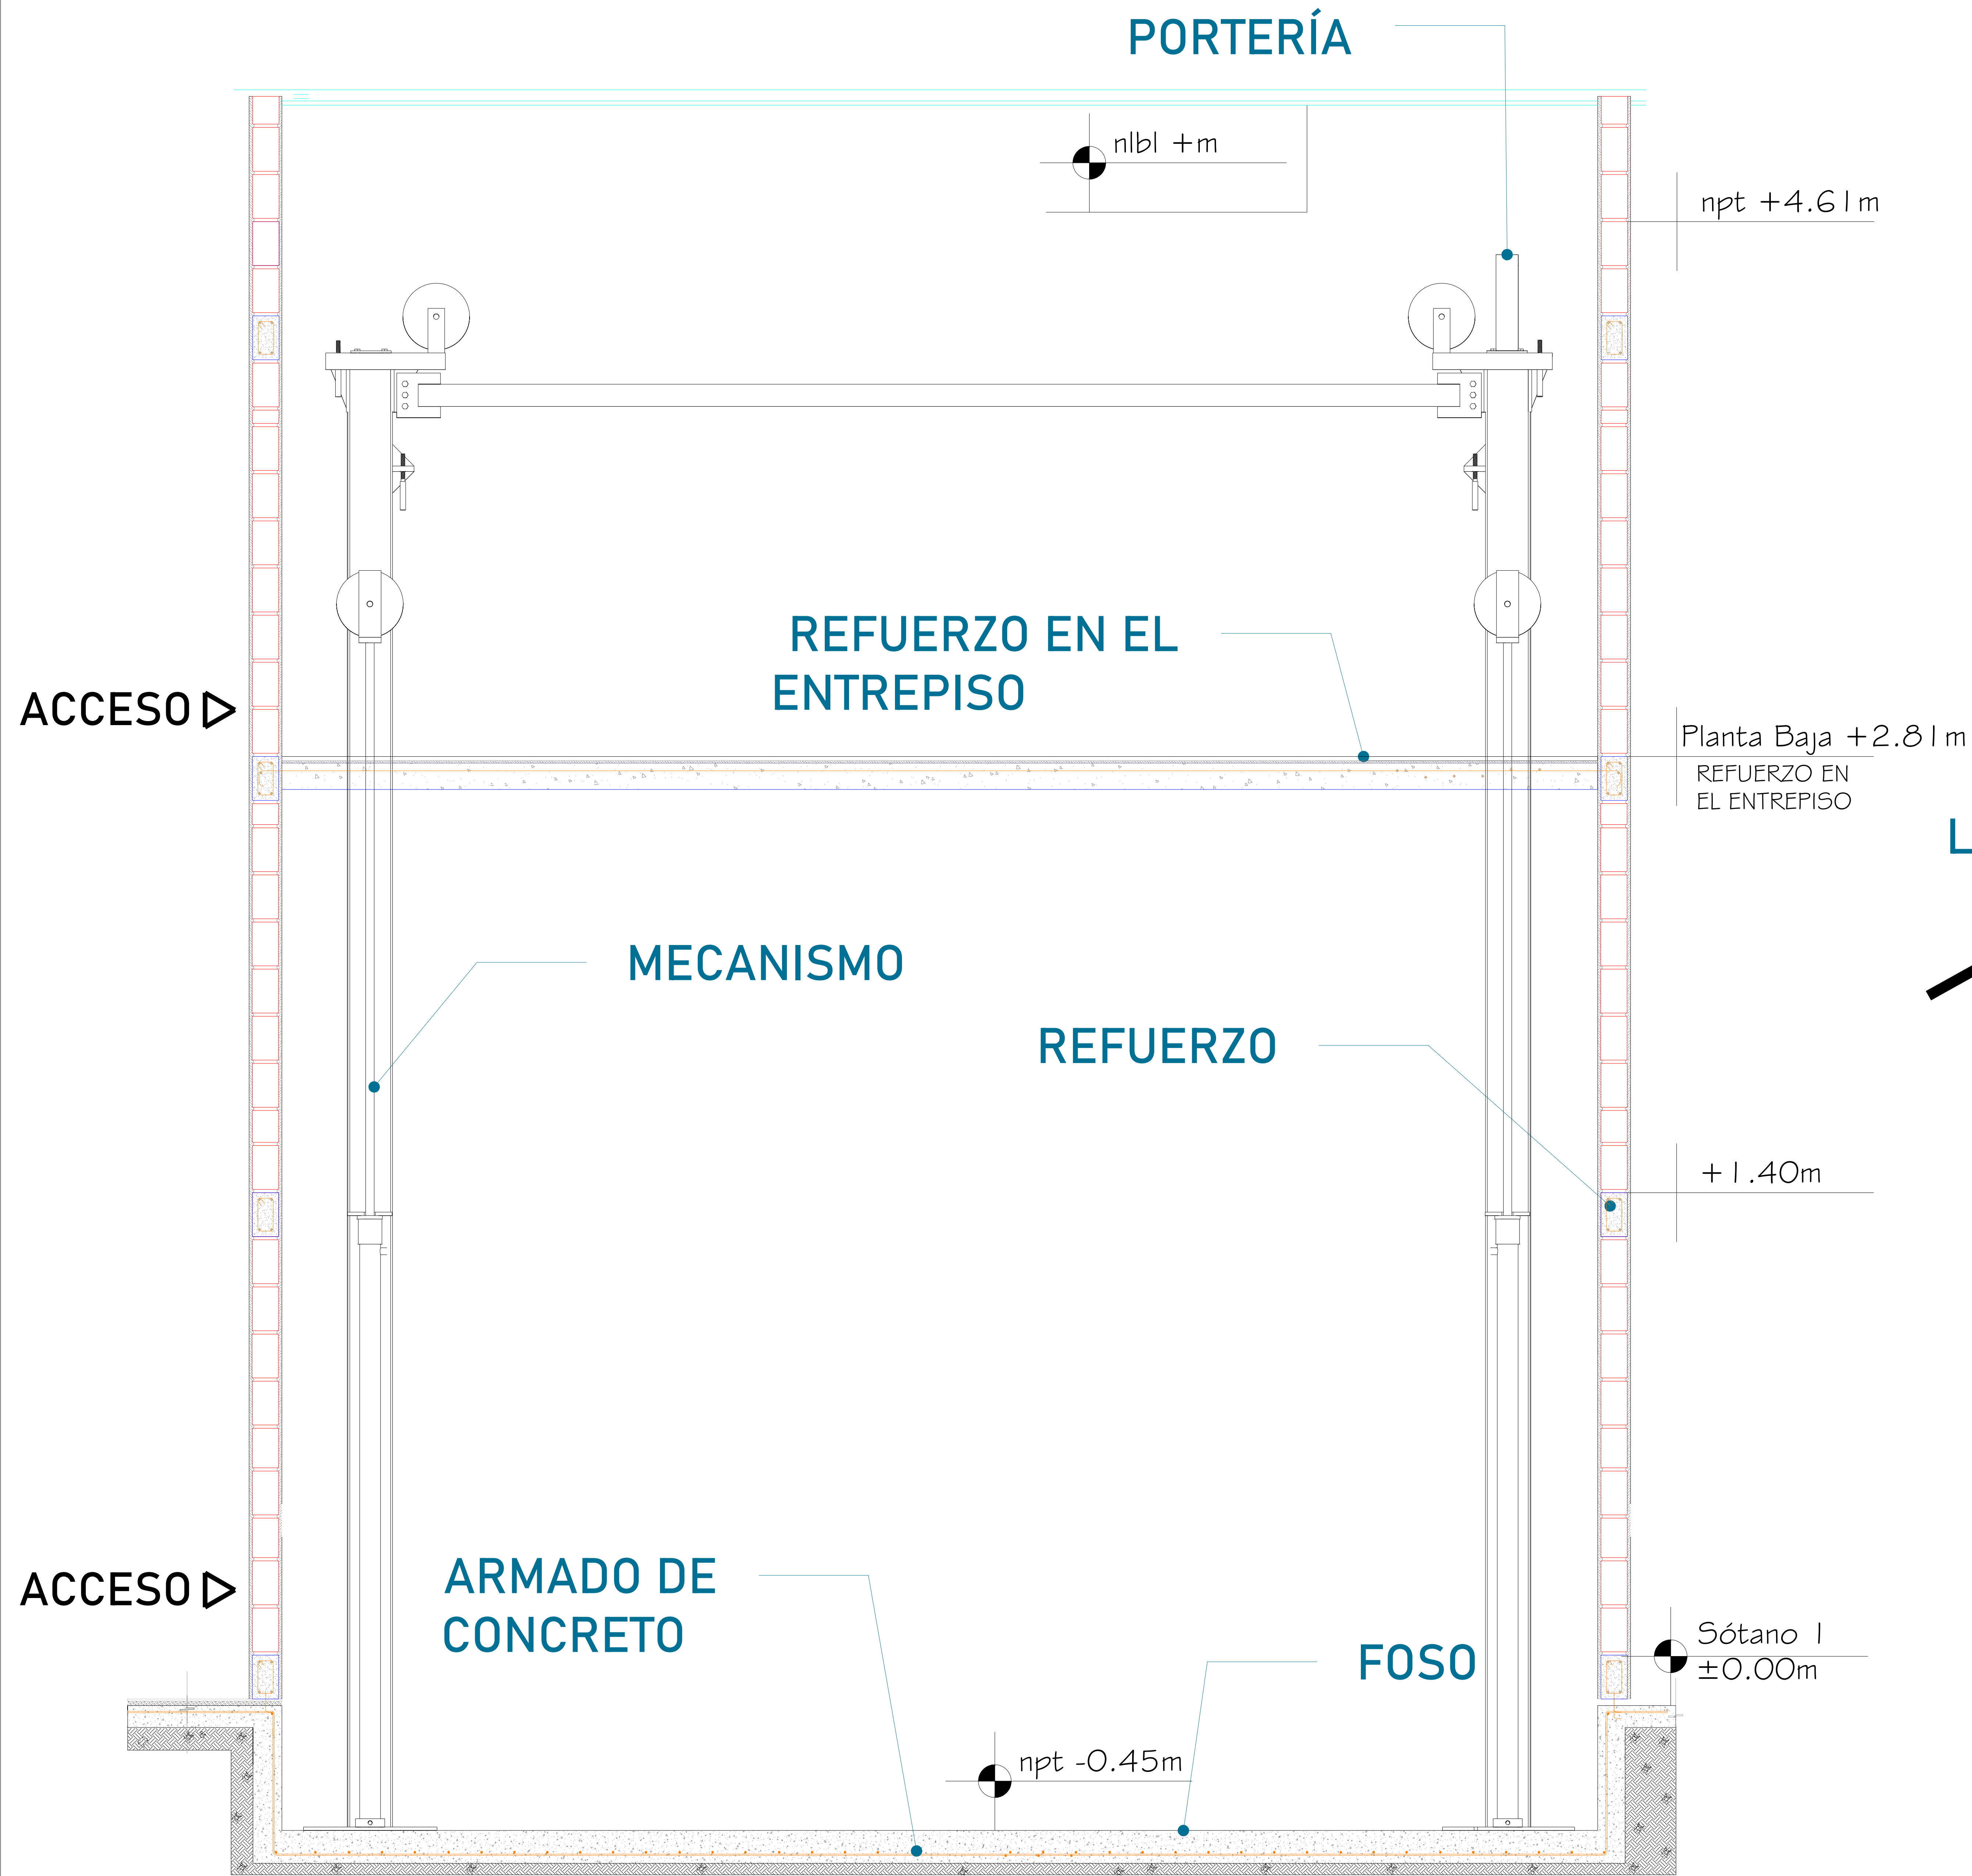 PORTERÍA
nlbl +m
npt +4.61m
REFUERZO EN EL
ENTREPISO
ACCESO
Planta Baja +2.81m
REFUERZO EN
EL ENTREPISO
L
MECANISMO
REFUERZO
+1.40m
ARMADO DE
CONCRETO
ACCESO
FOSO
Sótano 1
±0.00m
npt -0.45m